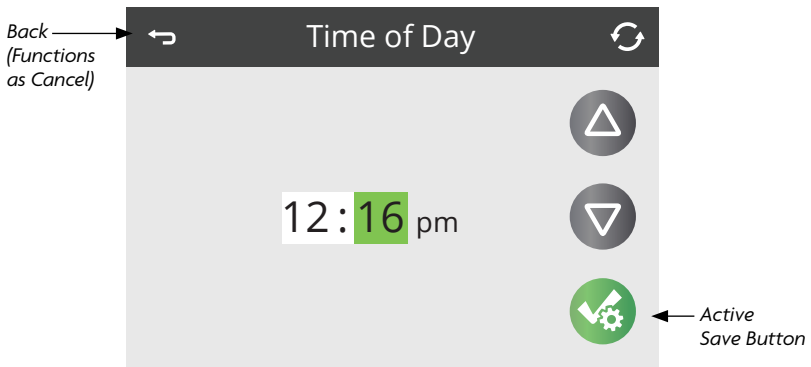 Back
(Functions
as Cancel)
Time of Day
12:16 pm
Active
Save Button